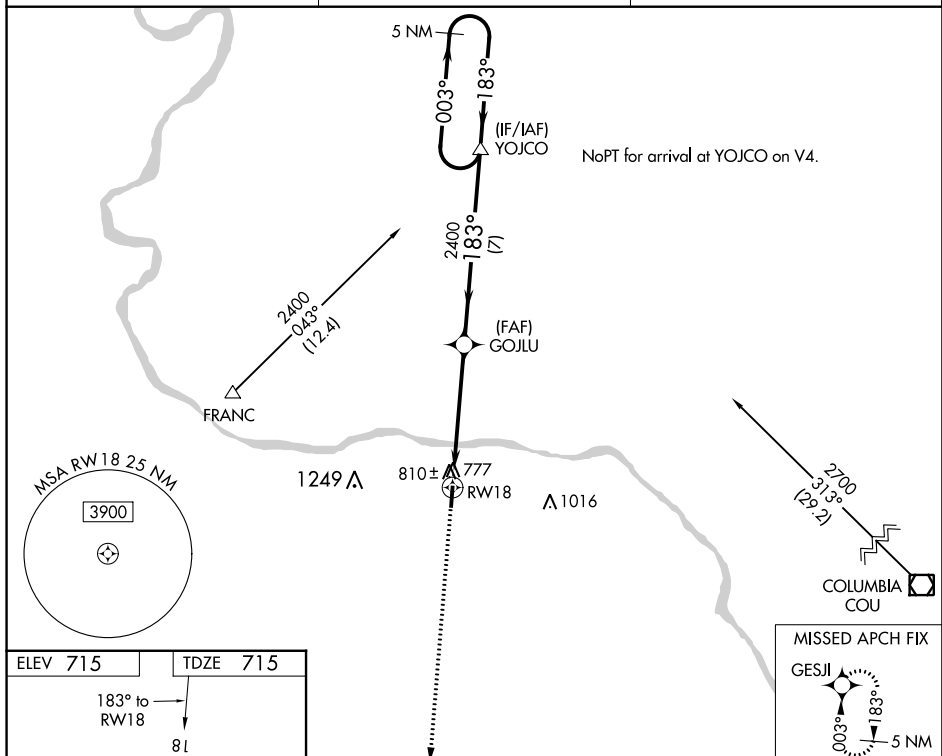 5 NM
003°
183°
(IF/IAF)
YOJCO
NoPT for arrival at YOJCO on V4.
2400
183°
(7)
2400
043°
(12.4)
(FAF)
GOJLU
FRANC
MSA RW18 25 NM
3900
1249
810±
777
RW18
1016
2700
313°
(29.2)
COLUMBIA
COU
ELEV 715
TDZE 715
183° to
RW18
18
MISSED APCH FIX
GESJI
003°
183°
5 NM